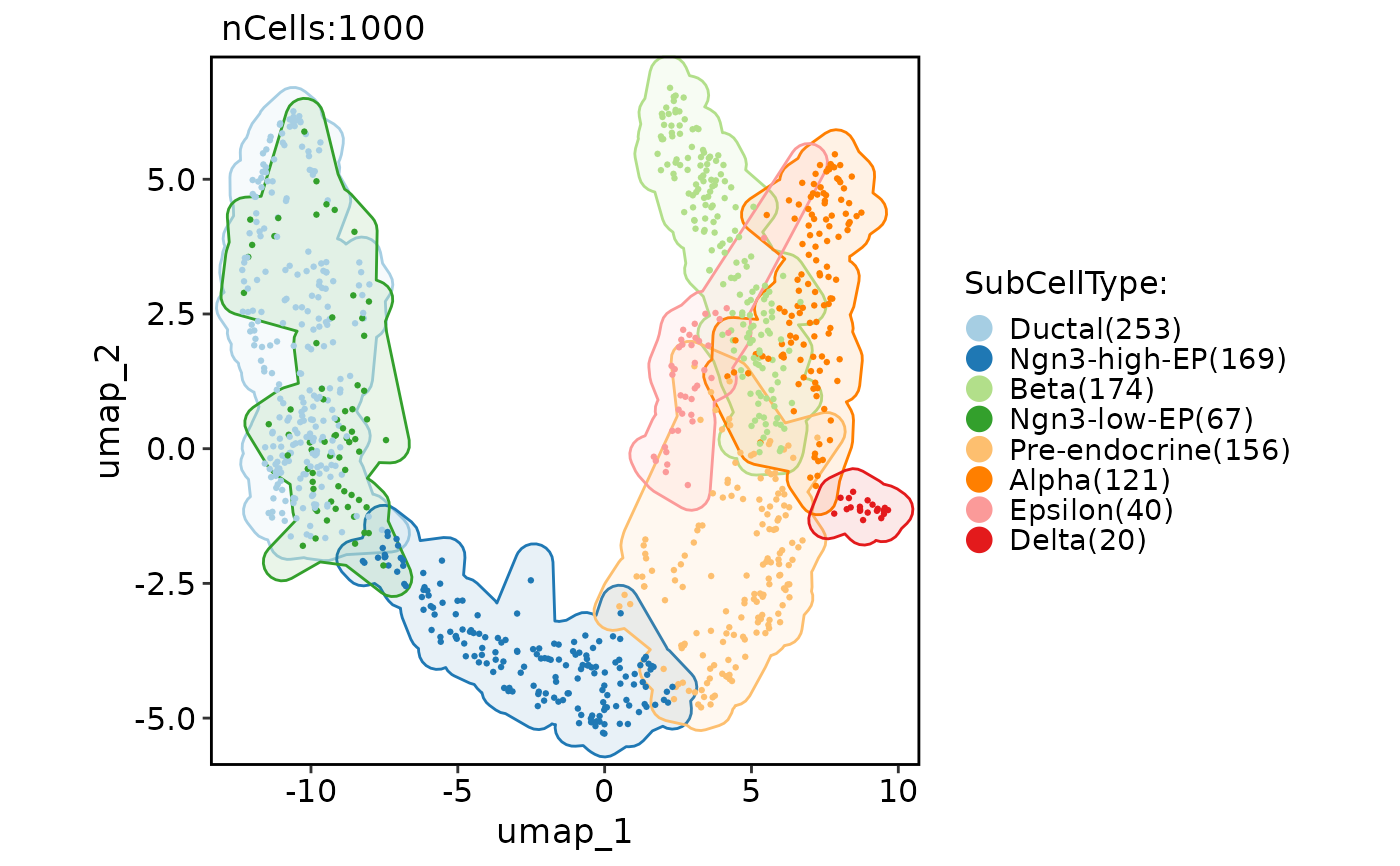 nCells:1000
5.0
2.5
0.0
-2.5
-5.0
umap_2
-10
-5
0
5
10
umap_1
SubCellType:
Ductal(253)
Ngn3-high-EP(169)
Beta(174)
Ngn3-low-EP(67)
Pre-endocrine(156)
Alpha(121)
Epsilon(40)
Delta(20)